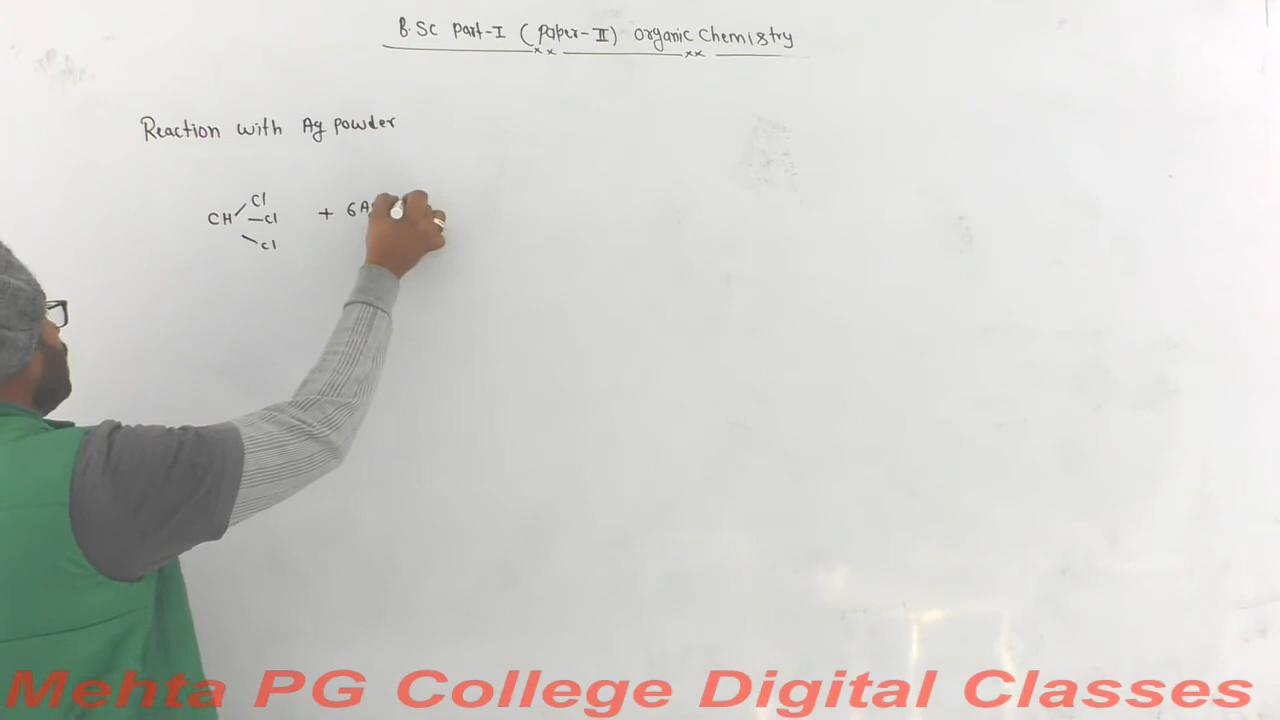 B.Sc Part-I (Paper-II) Organic Chemistry
Reaction with Ag powder
Cl
CH - Cl + 6A
Cl
Mehta PG College Digital Classes